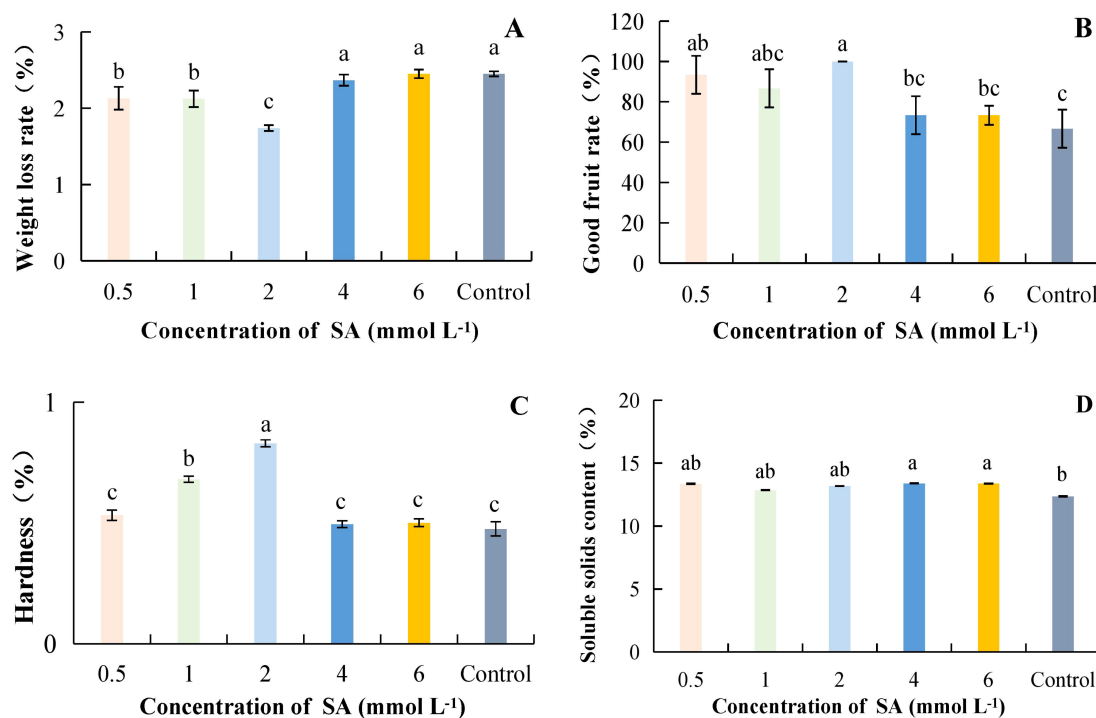 A
Weight loss rate (%)
3
2
1
0
b
b
c
a
a
a
0.5 1 2 4 6 Control
Concentration of SA (mmol L⁻¹)
B
Good fruit rate (%)
120
100
80
60
40
20
0
ab
abc
a
bc
bc
c
0.5 1 2 4 6 Control
Concentration of SA (mmol L⁻¹)
C
Hardness (%)
1
0
c
b
a
c
c
c
0.5 1 2 4 6 Control
Concentration of SA (mmol L⁻¹)
D
Soluble solids content (%)
20
15
10
5
0
ab
ab
ab
a
a
b
0.5 1 2 4 6 Control
Concentration of SA (mmol L⁻¹)